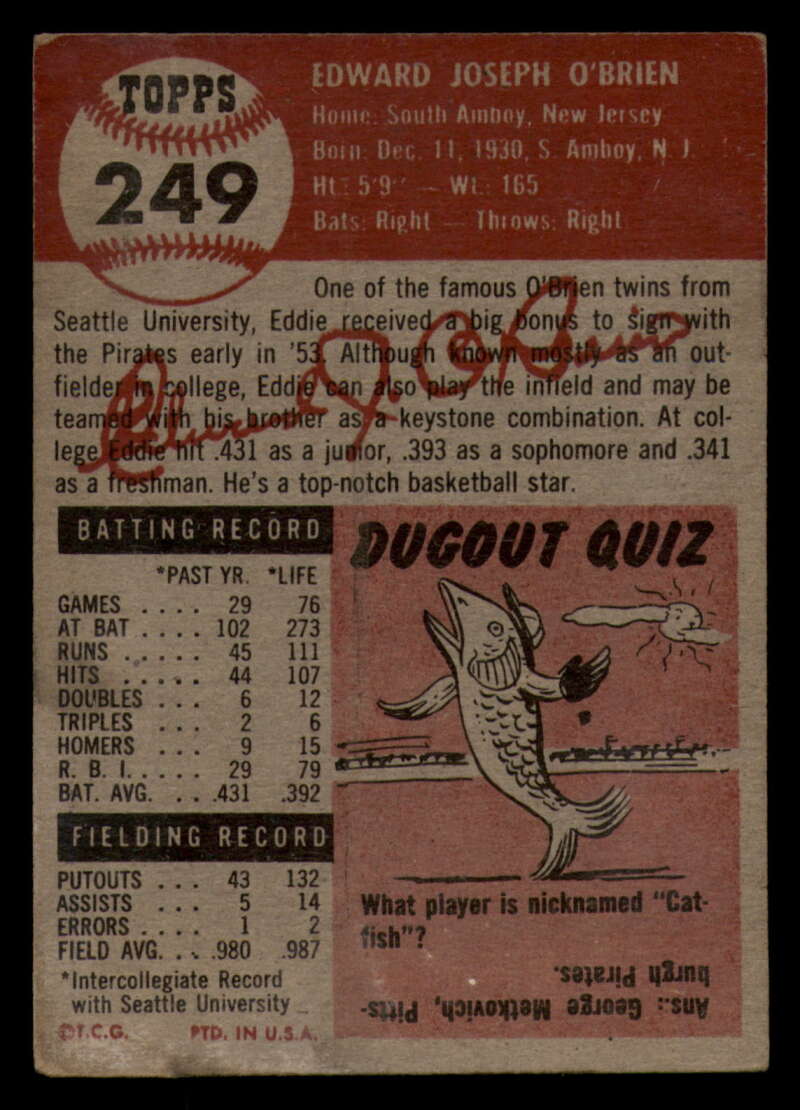 TOPPS
249
EDWARD JOSEPH O'BRIEN
Home: South Amboy, New Jersey
Born: Dec. 11, 1930, S. Amboy, N. J.
Ht.: 5'9" — Wt.: 165
Bats: Right — Throws: Right
One of the famous O'Brien twins from
Seattle University, Eddie received a big bonus to sign with
the Pirates early in '53. Although known mostly as an out-
fielder in college, Eddie can also play the infield and may be
teamed with his brother as a keystone combination. At col-
lege Eddie hit .431 as a junior, .393 as a sophomore and .341
as a freshman. He's a top-notch basketball star.
Edward J. O'Brien
BATTING RECORD
*PAST YR. *LIFE
GAMES .... 29 76
AT BAT .... 102 273
RUNS ..... 45 111
HITS ..... 44 107
DOUBLES ... 6 12
TRIPLES ... 2 6
HOMERS ... 9 15
R. B. I. .... 29 79
BAT. AVG. .. .431 .392
FIELDING RECORD
PUTOUTS ... 43 132
ASSISTS ... 5 14
ERRORS .... 1 2
FIELD AVG. .. .980 .987
*Intercollegiate Record
with Seattle University
©T.C.G. PTD. IN U.S.A.
DUGOUT QUIZ
What player is nicknamed "Cat-
fish"?
Ans.: George Metkovich, Pitts-
burgh Pirates.